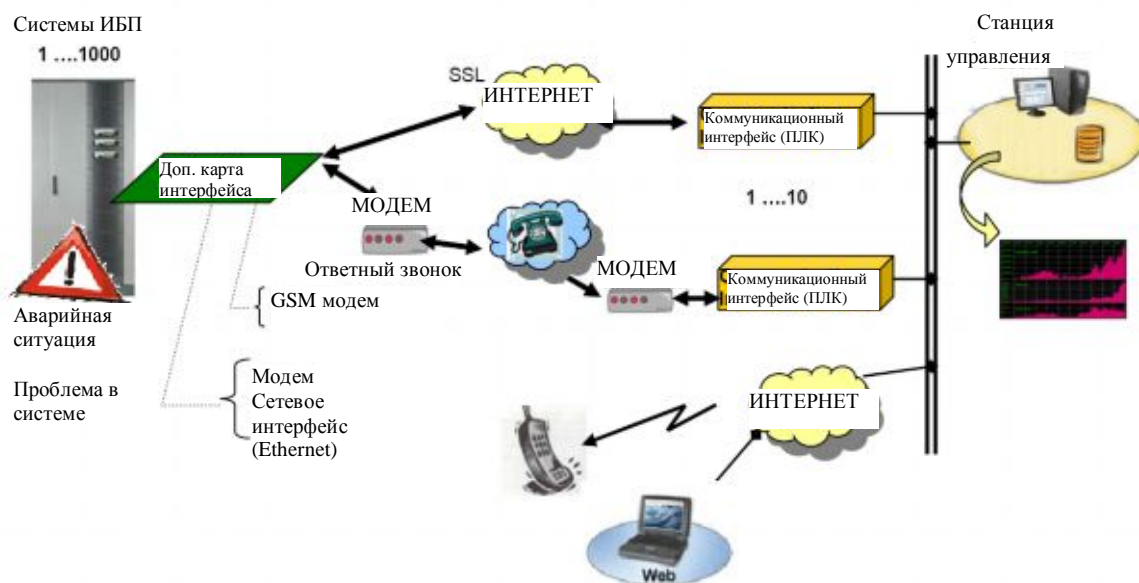 Системы ИБП
1 ....1000
Станция
управления
SSL
ИНТЕРНЕТ
Коммуникационный
интерфейс (ПЛК)
Доп. карта
интерфейса
МОДЕМ
1 ....10
Ответный звонок
МОДЕМ
Коммуникационный
интерфейс (ПЛК)
GSM модем
Аварийная
ситуация
Проблема в
системе
Модем
Сетевое
интерфейс
(Ethernet)
ИНТЕРНЕТ
Web